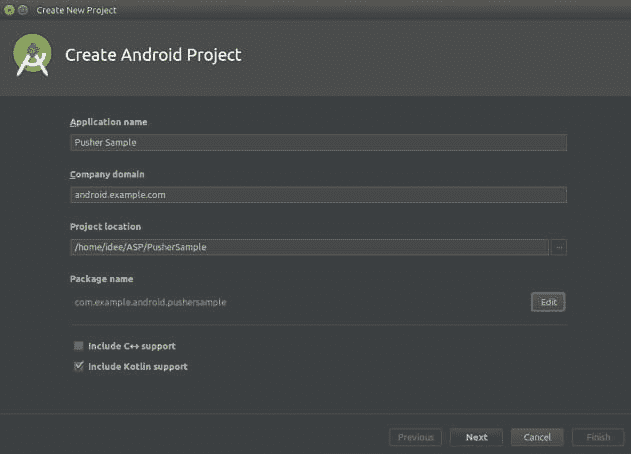 Create New Project
Create Android Project
Application name
Pusher Sample
Company domain
android.example.com
Project location
/home/idee/ASP/PusherSample
...
Package name
com.example.android.pushersample
Edit
Include C++ support
Include Kotlin support
Previous
Next
Cancel
Finish